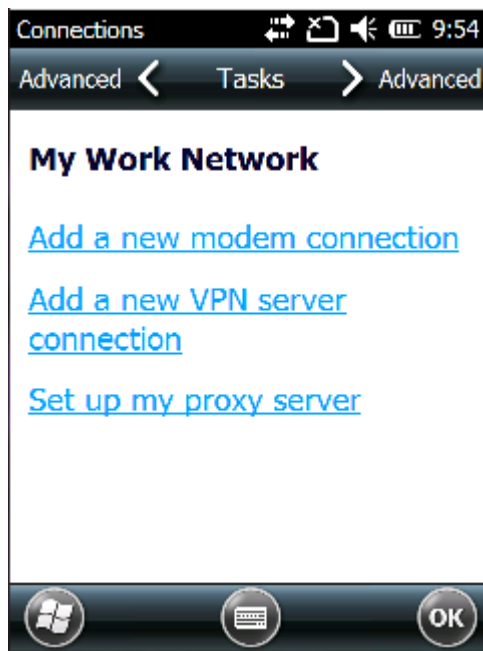 Connections 9:54
Advanced Tasks Advanced
My Work Network
Add a new modem connection
Add a new VPN server
connection
Set up my proxy server
OK